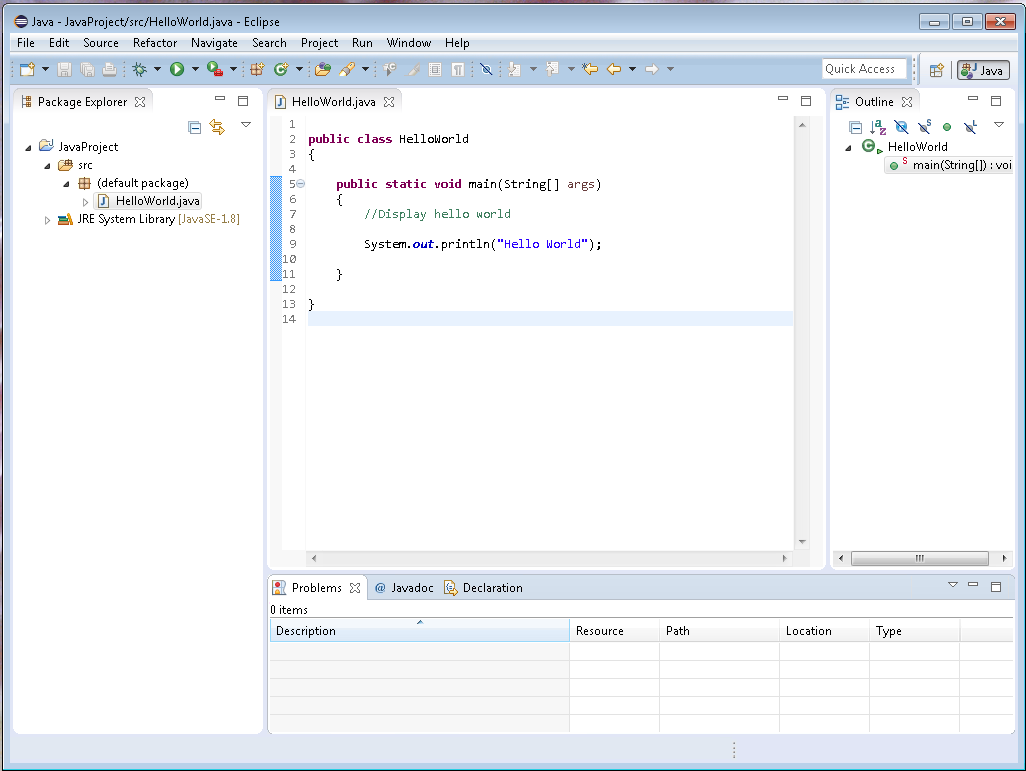 Java - JavaProject/src/HelloWorld.java - Eclipse
File Edit Source Refactor Navigate Search Project Run Window Help
Quick Access
Java
Package Explorer
JavaProject
src
(default package)
HelloWorld.java
JRE System Library [JavaSE-1.8]
HelloWorld.java
1
2 public class HelloWorld
3 {
4
5 public static void main(String[] args)
6 {
7 //Display hello world
8
9 System.out.println("Hello World");
10
11 }
12
13 }
14
Outline
HelloWorld
main(String[]) : voi
Problems @ Javadoc Declaration
0 items
Description Resource Path Location Type